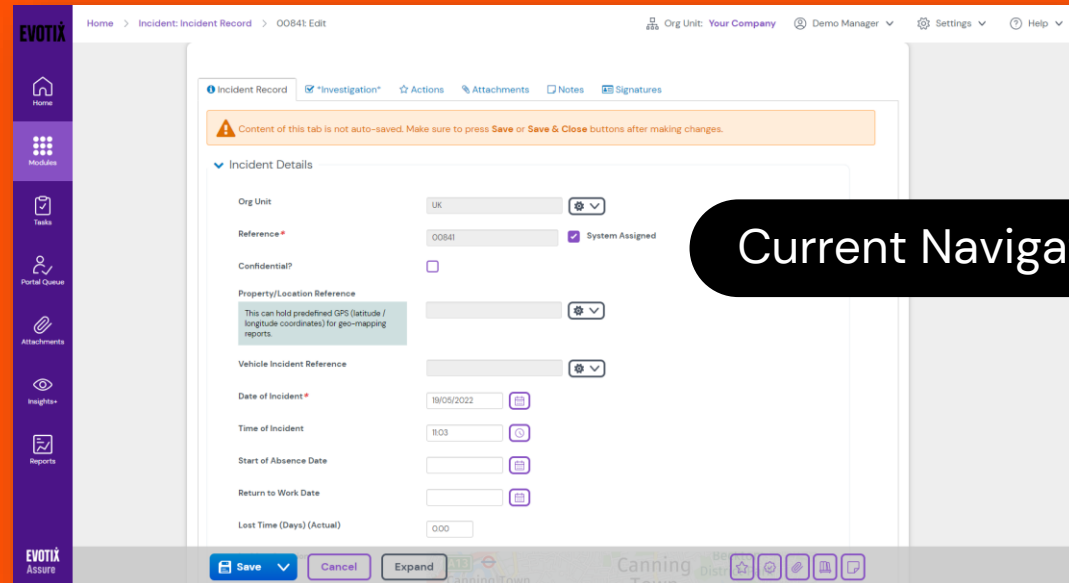 EVOTIX
Home > Incident: Incident Record > 00841: Edit
Org Unit: Your Company
Demo Manager
Settings
Help
Home
Modules
Tasks
Portal Queue
Attachments
Insights+
Reports
EVOTIX
Assure
Incident Record
*Investigation*
Actions
Attachments
Notes
Signatures
Content of this tab is not auto-saved. Make sure to press Save or Save & Close buttons after making changes.
Incident Details
Org Unit
UK
Reference*
00841
System Assigned
Confidential?
Property/Location Reference
This can hold predefined GPS (latitude /
longitude coordinates) for geo-mapping
reports.
Vehicle Incident Reference
Date of Incident*
19/05/2022
Time of Incident
11:03
Start of Absence Date
Return to Work Date
Lost Time (Days) (Actual)
0.00
Current Naviga
Save
Cancel
Expand
A13
Canning
Town
Canning Town